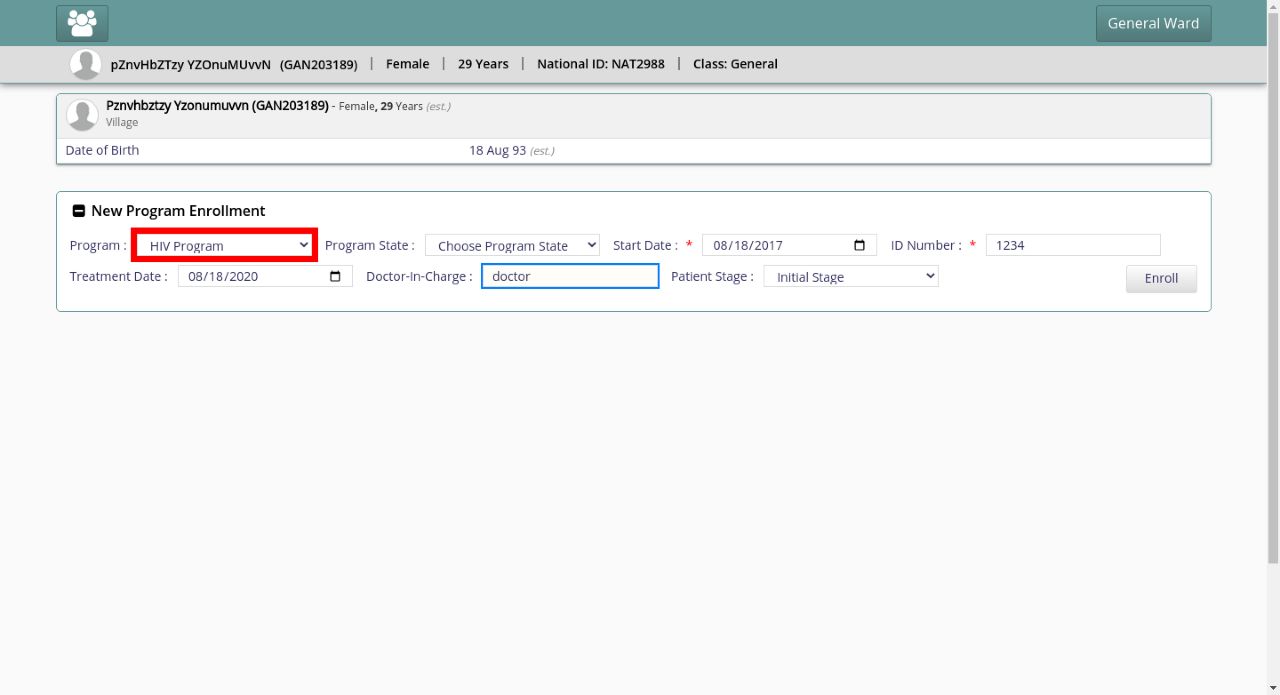 General Ward
pZnvHbZTzy YZOnuMUvvN (GAN203189) | Female | 29 Years | National ID: NAT2988 | Class: General
Pznvhbztzy Yzonumuvvn (GAN203189) - Female, 29 Years (est.)
Village
Date of Birth 18 Aug 93 (est.)
New Program Enrollment
Program : HIV Program Program State : Choose Program State Start Date : * 08/18/2017 ID Number : * 1234
Treatment Date : 08/18/2020 Doctor-In-Charge : doctor Patient Stage : Initial Stage Enroll